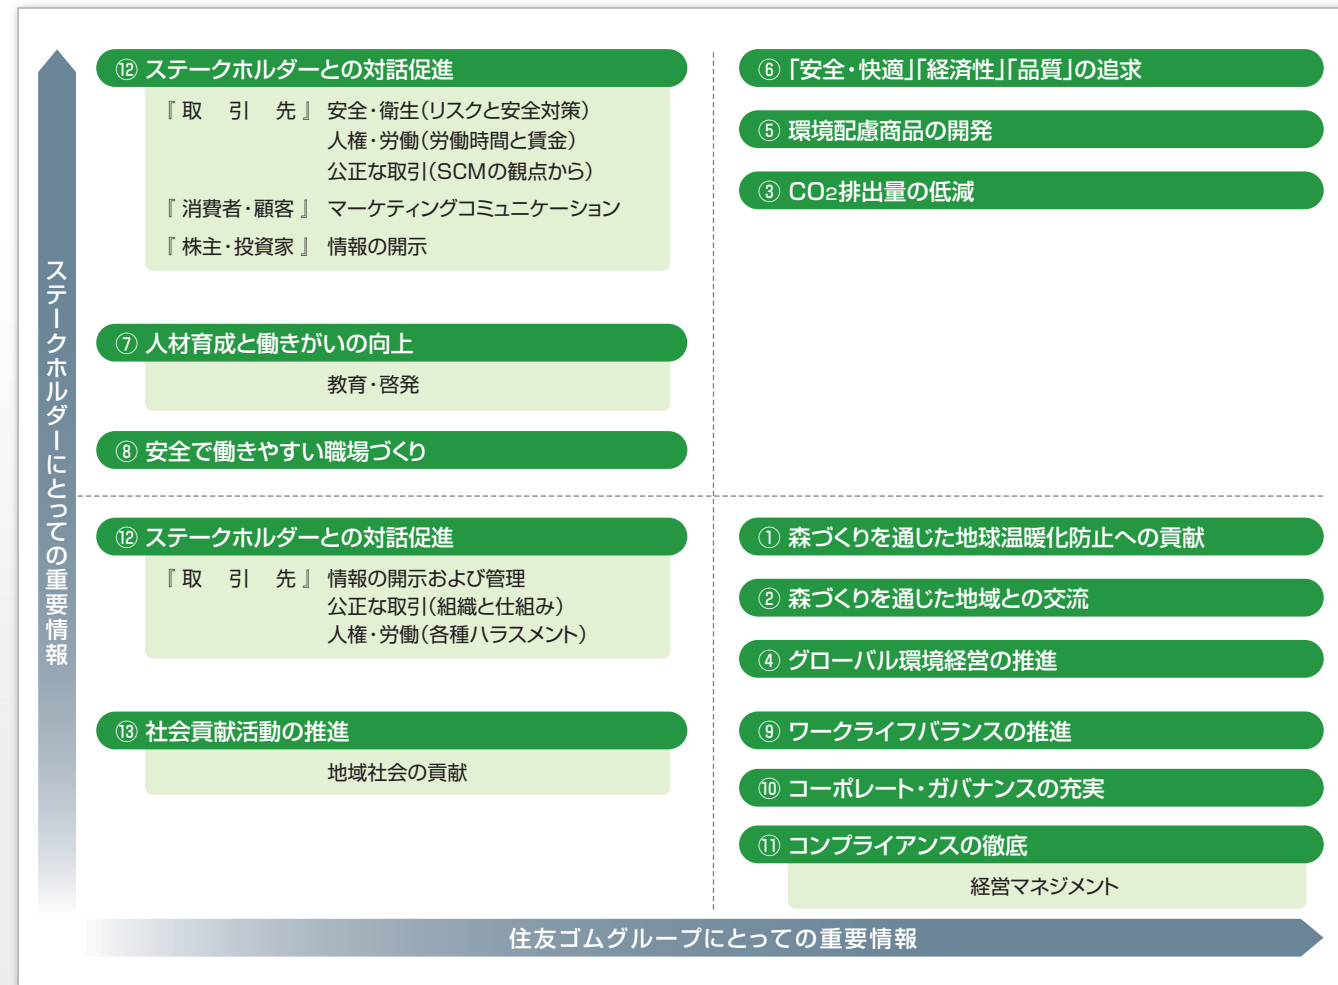 ステークホルダーにとっての重要情報
⑫ ステークホルダーとの対話促進
『 取 引 先 』 安全・衛生(リスクと安全対策)
人権・労働(労働時間と賃金)
公正な取引(SCMの観点から)
『 消費者・顧客 』 マーケティングコミュニケーション
『 株主・投資家 』 情報の開示
⑦ 人材育成と働きがいの向上
教育・啓発
⑧ 安全で働きやすい職場づくり
⑥「安全・快適」「経済性」「品質」の追求
⑤ 環境配慮商品の開発
③ CO2排出量の低減
⑫ ステークホルダーとの対話促進
『 取 引 先 』 情報の開示および管理
公正な取引(組織と仕組み)
人権・労働(各種ハラスメント)
⑬ 社会貢献活動の推進
地域社会の貢献
① 森づくりを通じた地球温暖化防止への貢献
② 森づくりを通じた地域との交流
④ グローバル環境経営の推進
⑨ ワークライフバランスの推進
⑩ コーポレート・ガバナンスの充実
⑪ コンプライアンスの徹底
経営マネジメント
住友ゴムグループにとっての重要情報